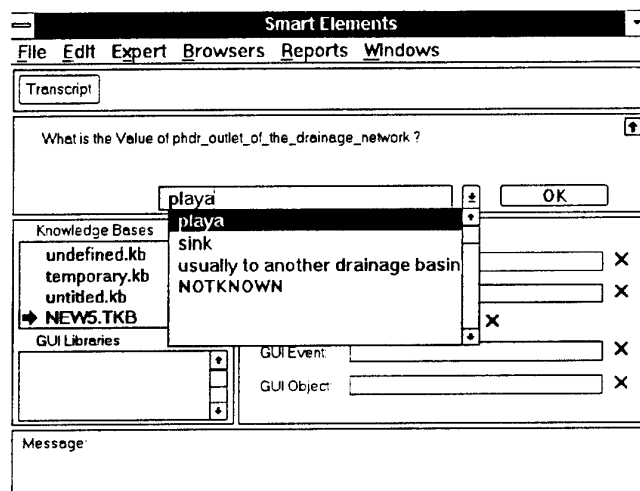 Smart Elements
File Edit Expert Browsers Reports Windows
Transcript
What is the Value of phdr_outlet_of_the_drainage_network ?
playa
OK
playa
sink
usually to another drainage basin
NOTKNOWN
Knowledge Bases
undefined.kb
temporary.kb
untitled.kb
NEW5.TKB
GUI Libraries
GUI Event:
GUI Object:
Message: